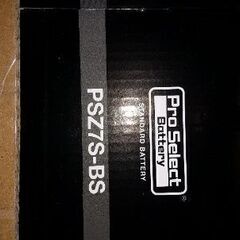 Pro Select
Battery
®
STANDARD BATTERY
PSZ7S-BS